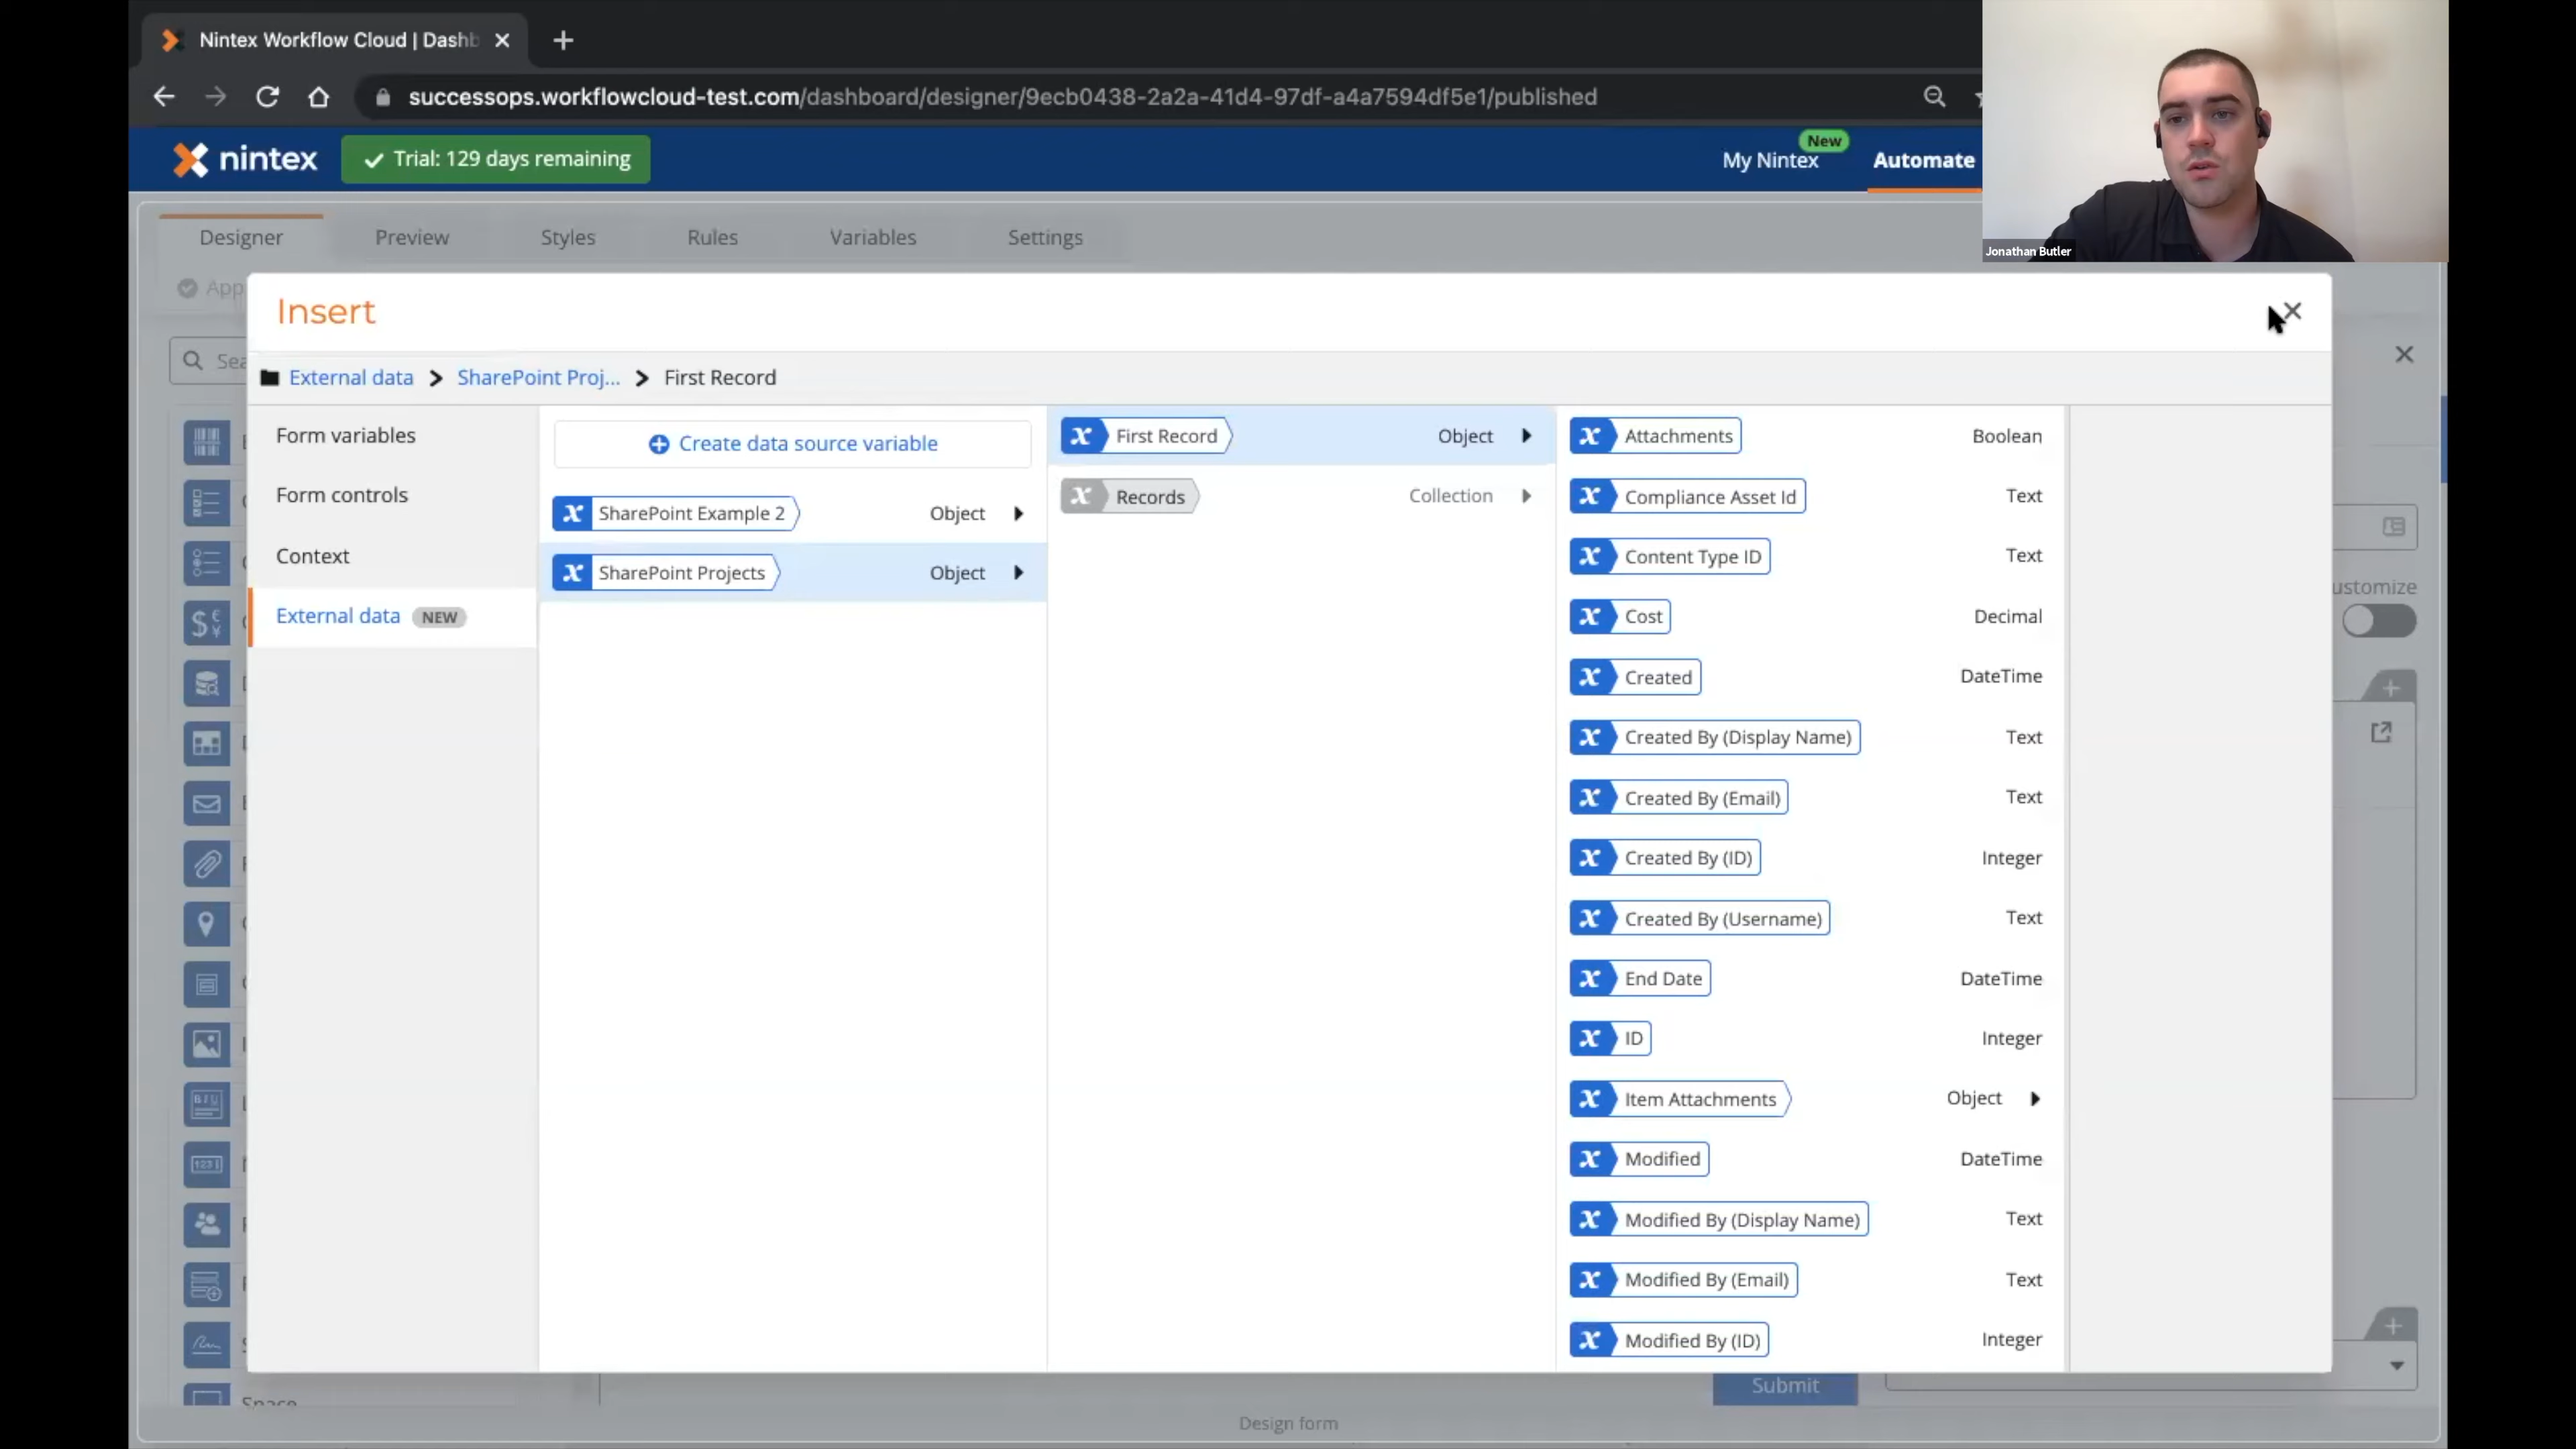 Nintex Workflow Cloud | Dashb
successops.workflowcloud-test.com/dashboard/designer/9ecb0438-2a2a-41d4-97df-a4a7594df5e1/published
nintex
Trial: 129 days remaining
My Nintex
New
Automate
Jonathan Butler
Designer
Preview
Styles
Rules
Variables
Settings
App
Insert
Sea
External data > SharePoint Proj... > First Record
Form variables
Form controls
Context
External data NEW
Create data source variable
SharePoint Example 2 Object
SharePoint Projects Object
First Record Object
Records Collection
Attachments Boolean
Compliance Asset Id Text
Content Type ID Text
Cost Decimal
Created DateTime
Created By (Display Name) Text
Created By (Email) Text
Created By (ID) Integer
Created By (Username) Text
End Date DateTime
ID Integer
Item Attachments Object
Modified DateTime
Modified By (Display Name) Text
Modified By (Email) Text
Modified By (ID) Integer
ustomize
Space
Submit
Design form